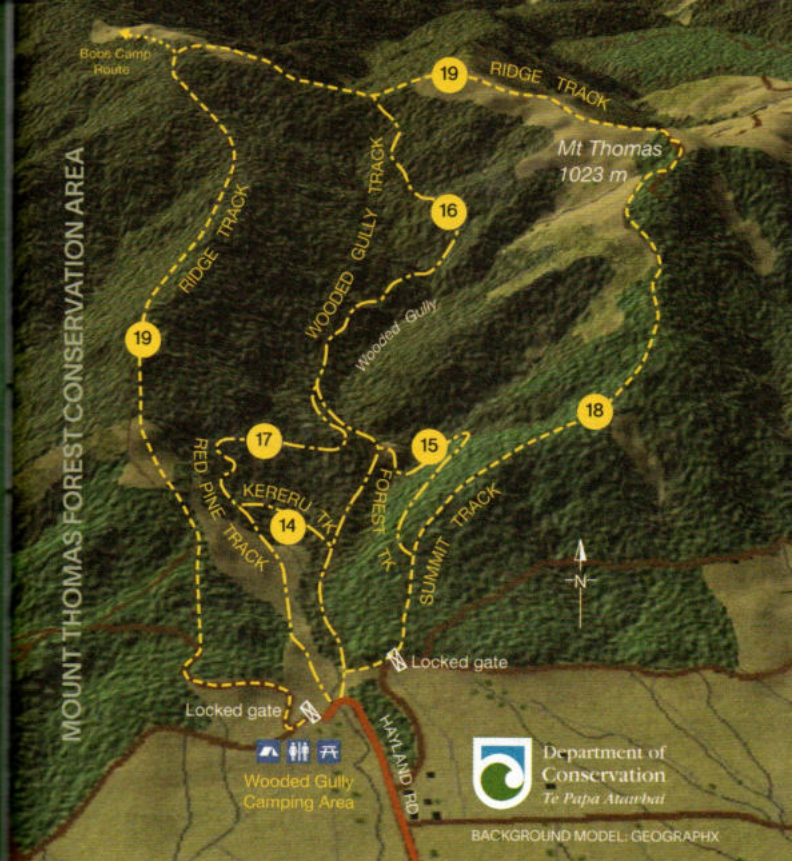 Bobs Camp
Route
19
RIDGE TRACK
Mt Thomas
1023 m
16
WOODED GULLY TRACK
RIDGE TRACK
Wooded Gully
19
18
17
15
RED PINE TRACK
KERERU TK
14
FOREST TK
SUMMIT TRACK
N
MOUNT THOMAS FOREST CONSERVATION AREA
Locked gate
Locked gate
HAYLAND RD
Wooded Gully
Camping Area
Department of
Conservation
Te Papa Atawhai
BACKGROUND MODEL: GEOGRAPHX